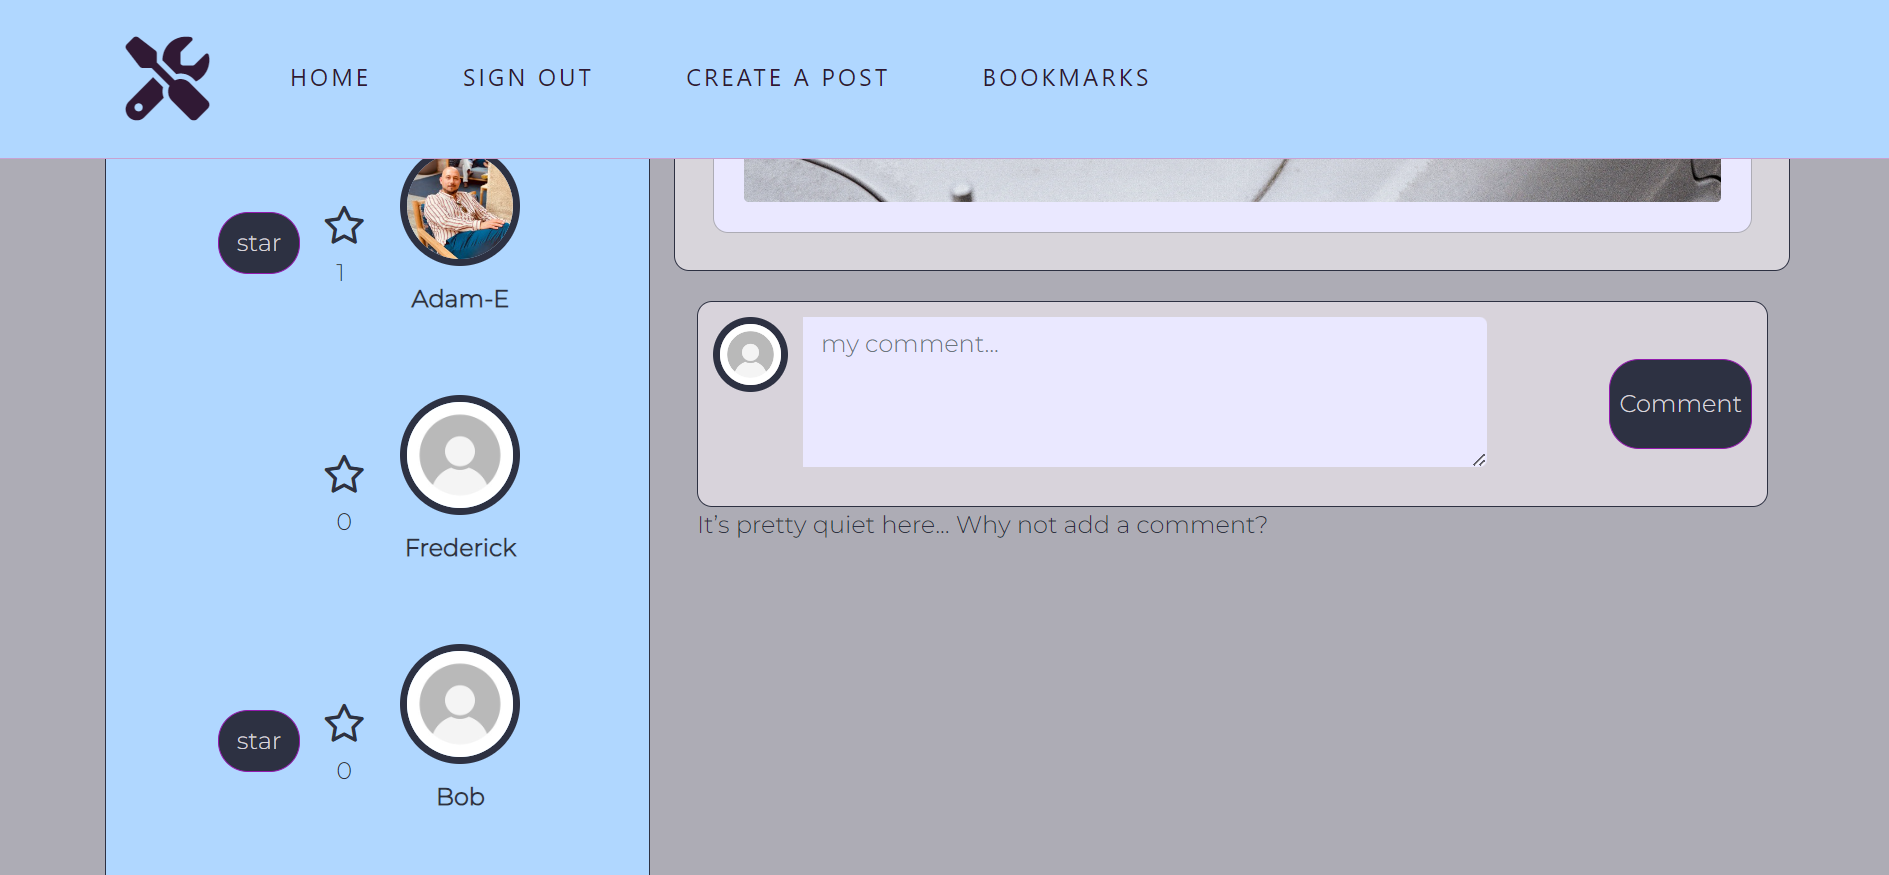 HOME SIGN OUT CREATE A POST BOOKMARKS
star
1
Adam-E
0
Frederick
star
0
Bob
my comment...
Comment
It's pretty quiet here... Why not add a comment?